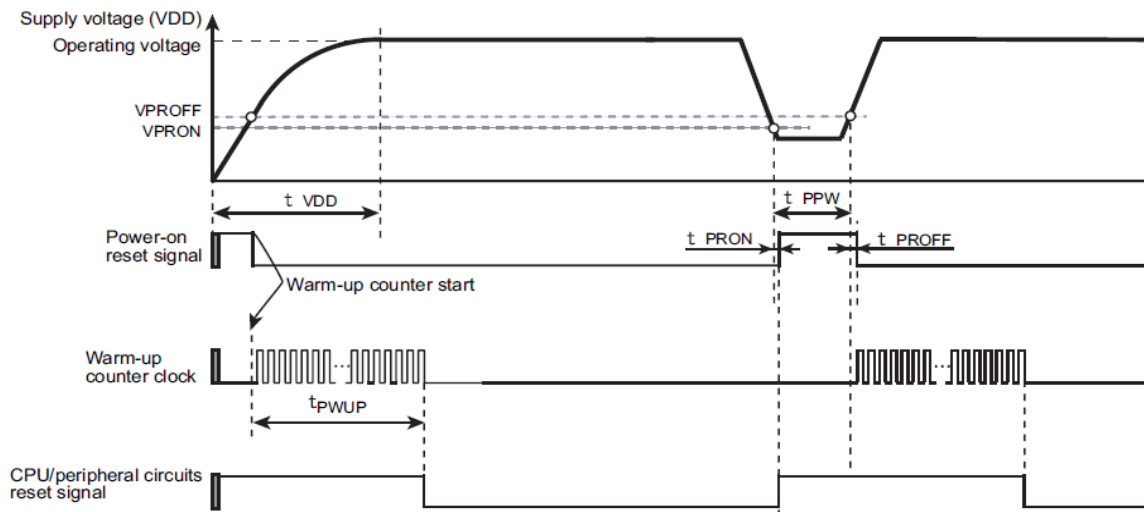 Supply voltage (VDD)
Operating voltage
VPROFF
VPRON
t VDD
t PPW
Power-on
reset signal
t PRON
t PROFF
Warm-up counter start
Warm-up
counter clock
...
...
tPWUP
CPU/peripheral circuits
reset signal